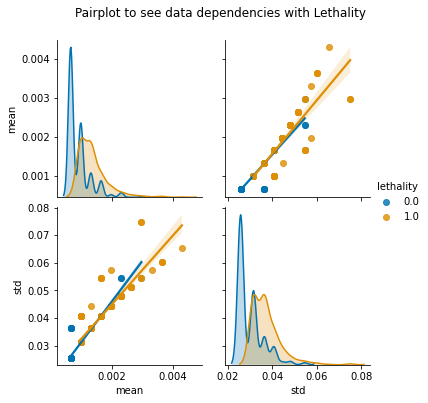 Pairplot to see data dependencies with Lethality
0.004
0.003
0.002
0.001
mean
lethality
0.0
1.0
0.08
0.07
0.06
0.05
0.04
0.03
std
0.002 0.004
mean
0.02 0.04 0.06 0.08
std